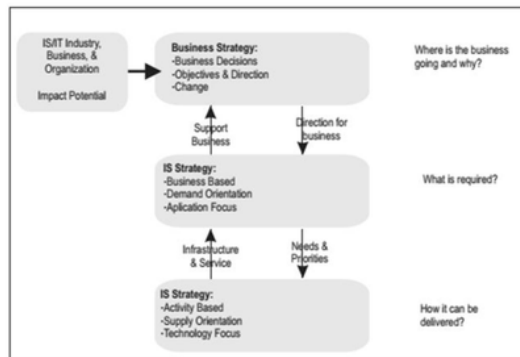 IS/IT Industry,
Business, &
Organization
Impact Potential
Business Strategy:
-Business Decisions
-Objectives & Direction
-Change
Where is the business
going and why?
Support
Business
Direction for
business
IS Strategy:
-Business Based
-Demand Orientation
-Aplication Focus
What is required?
Infrastructure
& Service
Needs &
Priorities
IS Strategy:
-Activity Based
-Supply Orientation
-Technology Focus
How it can be
delivered?